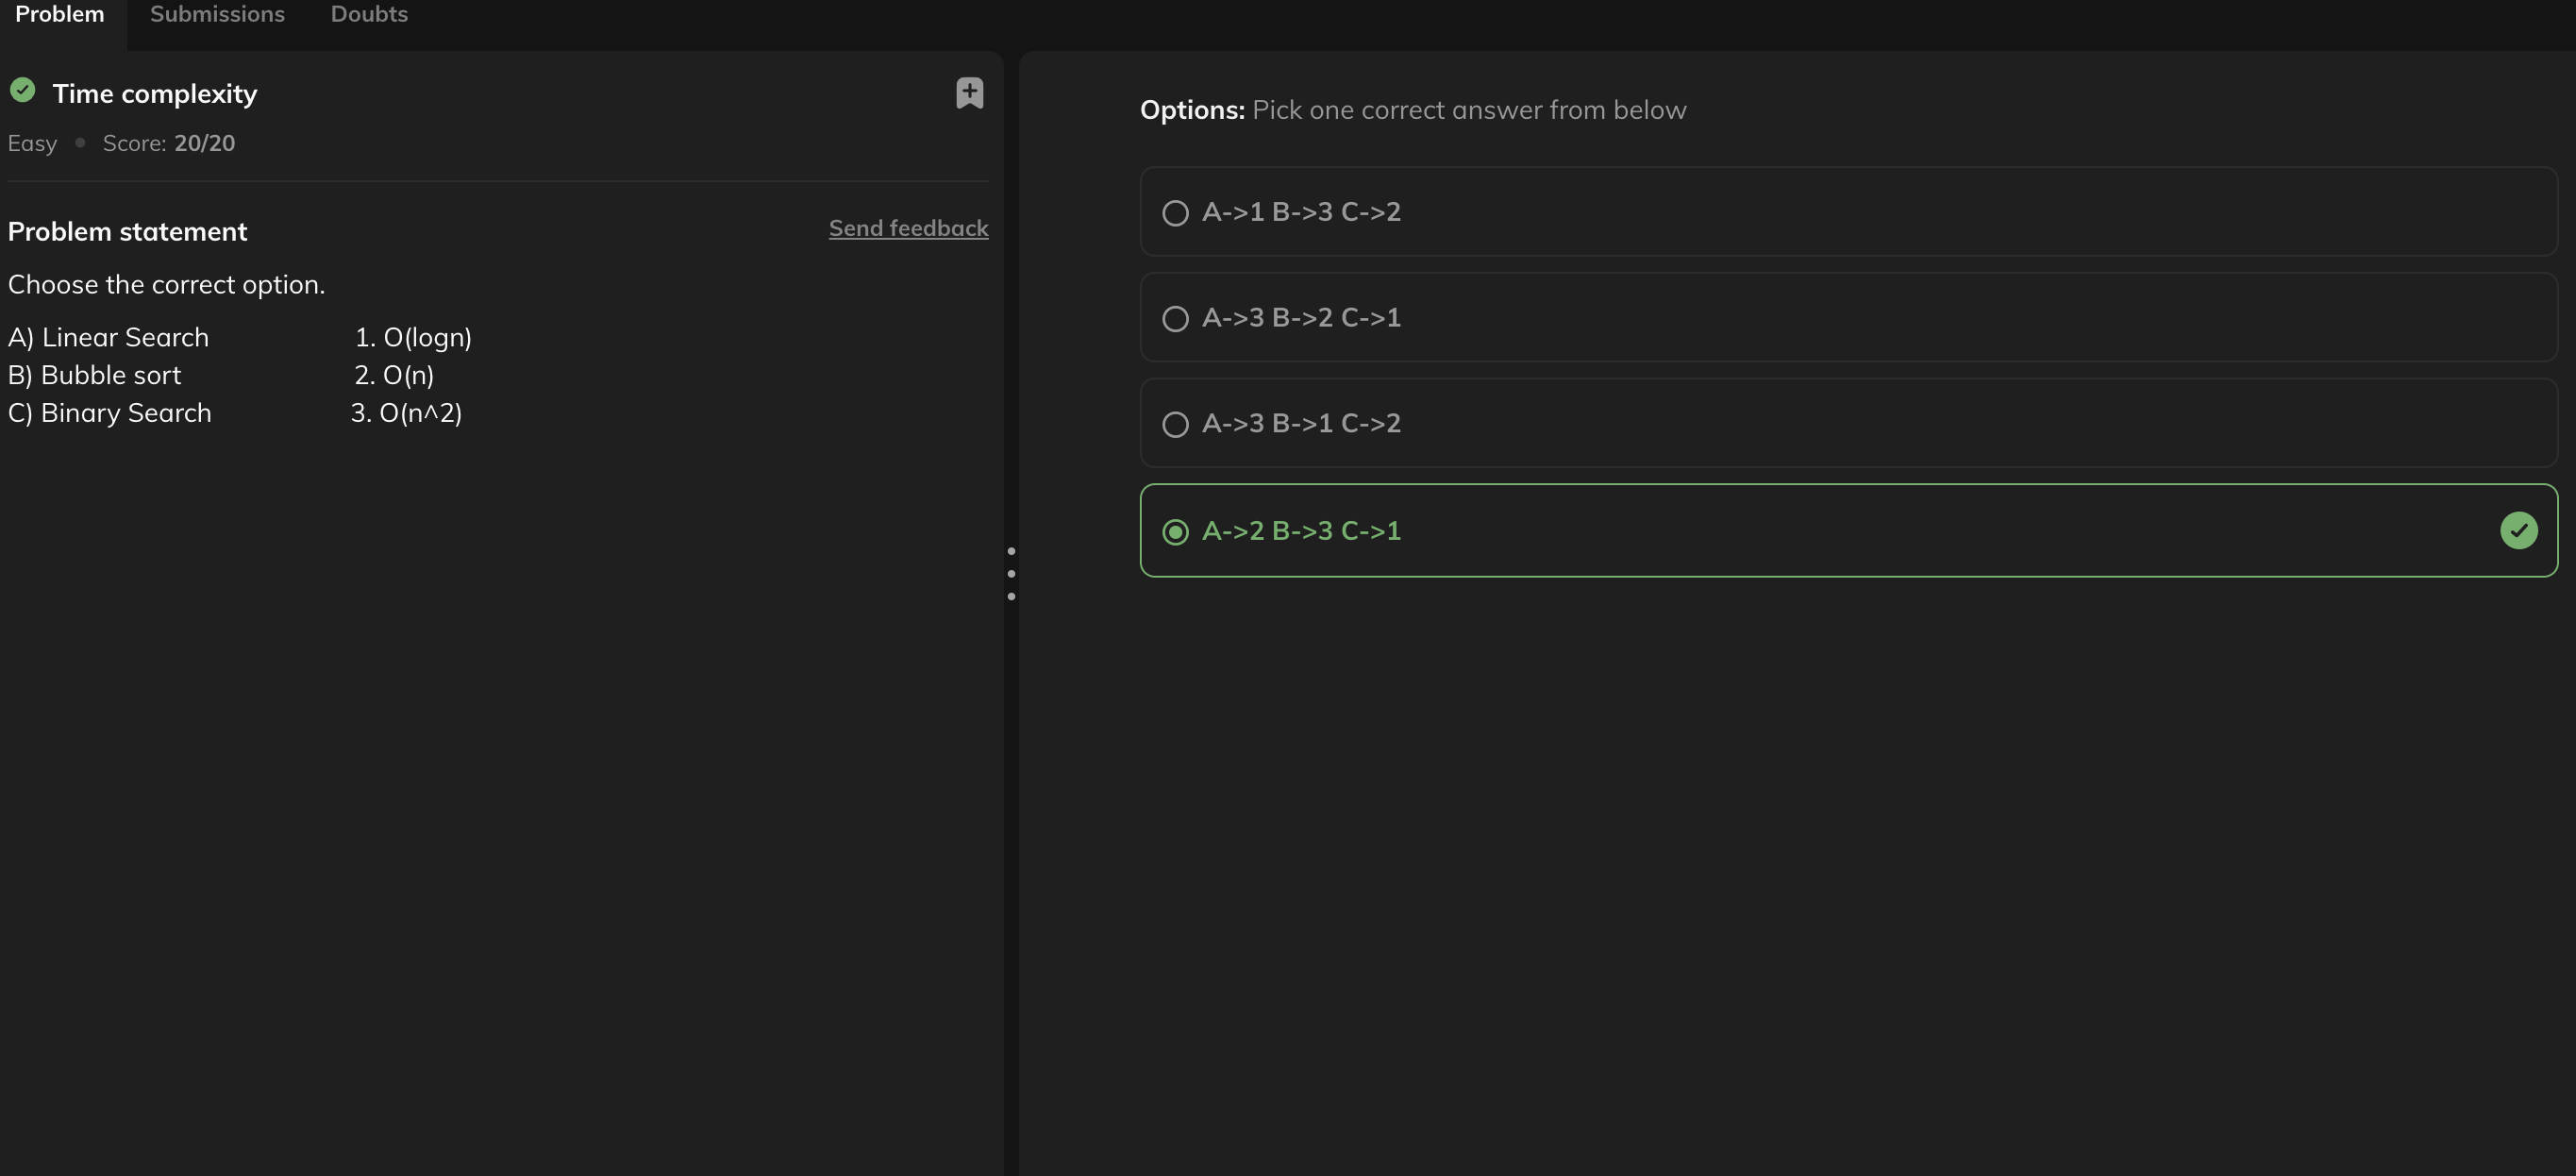 Problem Submissions Doubts
Time complexity
Easy Score: 20/20
Problem statement Send feedback
Choose the correct option.
A) Linear Search 1. O(logn)
B) Bubble sort 2. O(n)
C) Binary Search 3. O(n^2)
Options: Pick one correct answer from below
A->1 B->3 C->2
A->3 B->2 C->1
A->3 B->1 C->2
A->2 B->3 C->1